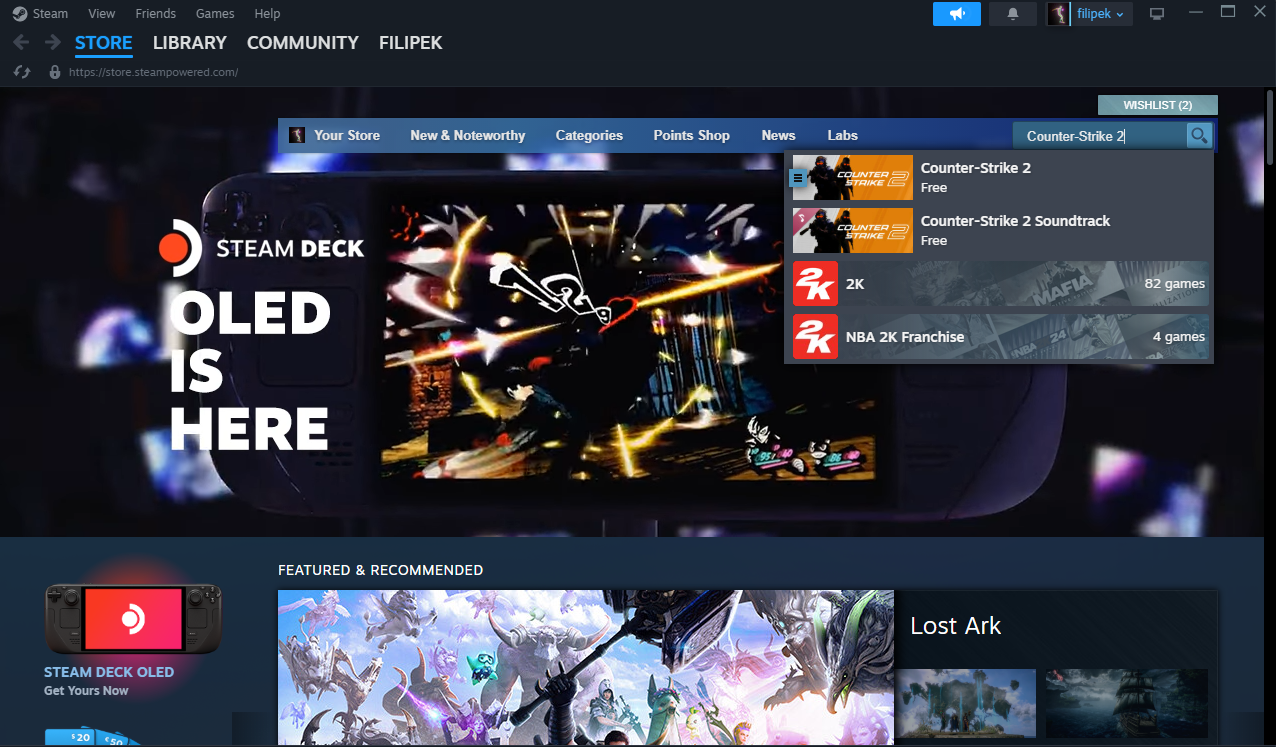 Steam View Friends Games Help
filipek
STORE LIBRARY COMMUNITY FILIPEK
https://store.steampowered.com/
WISHLIST (2)
Your Store New & Noteworthy Categories Points Shop News Labs
Counter-Strike 2
COUNTER STRIKE 2
Counter-Strike 2
Free
COUNTER STRIKE 2
Counter-Strike 2 Soundtrack
Free
2K
2K
MAFIA
82 games
2K
NBA 2K Franchise
4 games
STEAM DECK
OLED
IS
HERE
FEATURED & RECOMMENDED
Lost Ark
STEAM DECK OLED
Get Yours Now
$20 €50